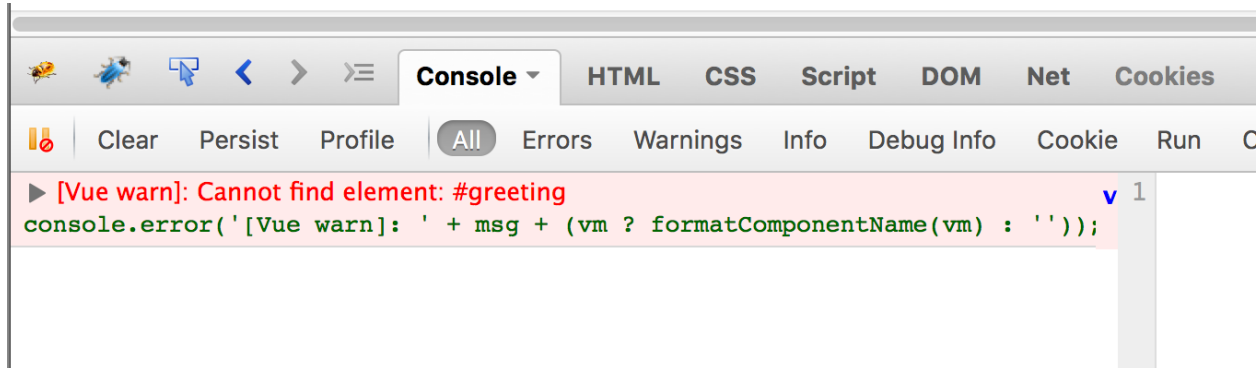 Console HTML CSS Script DOM Net Cookies
Clear Persist Profile All Errors Warnings Info Debug Info Cookie Run
[Vue warn]: Cannot find element: #greeting v 1
console.error('[Vue warn]: ' + msg + (vm ? formatComponentName(vm) : ''));